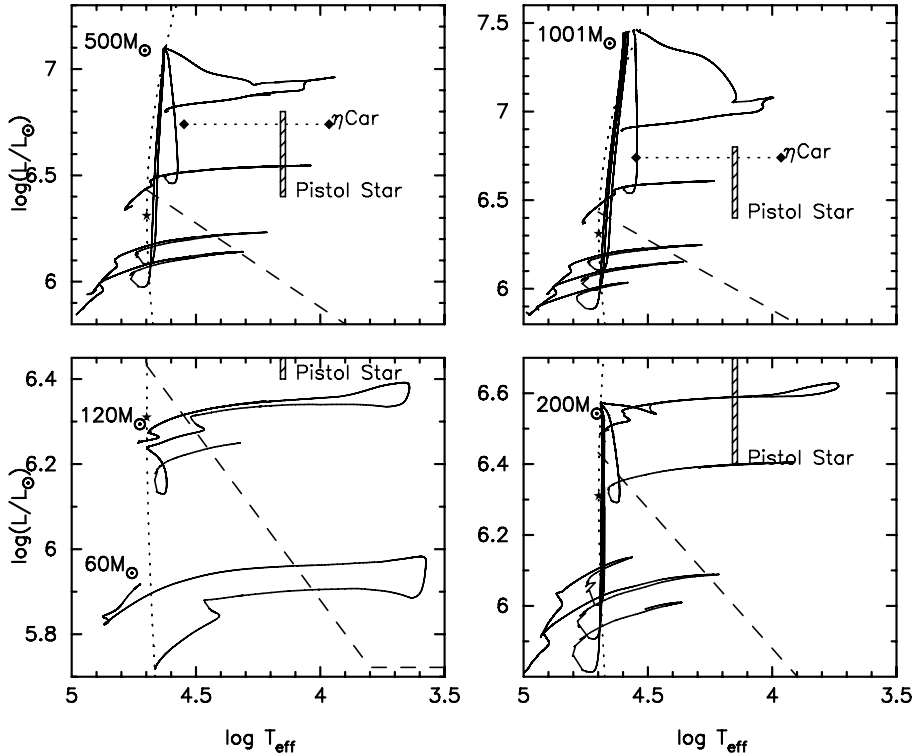 500M⊙
7
6.5
6
log(L/L⊙)
ηCar
Pistol Star
1001M⊙
7.5
7
6.5
6
ηCar
Pistol Star
6.4
6.2
6
5.8
log(L/L⊙)
120M⊙
60M⊙
Pistol Star
5
4.5
4
3.5
log Teff
6.6
6.4
6.2
6
200M⊙
Pistol Star
5
4.5
4
3.5
log Teff